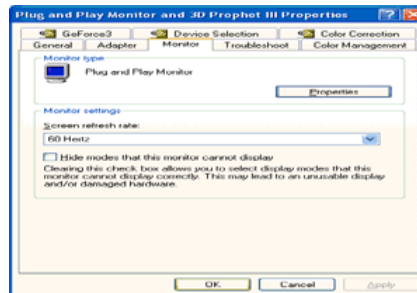 Plug and Play Monitor and 3D Prophet III Properties
GeForce3 Device Selection Color Correction
General Adapter Monitor Troubleshoot Color Management
Monitor type
Plug and Play Monitor
Properties
Monitor settings
Screen refresh rate:
60 Hertz
Hide modes that this monitor cannot display
Clearing this check box allows you to select display modes that this
monitor cannot display correctly. This may lead to an unusable display
and/or damaged hardware.
OK Cancel Apply